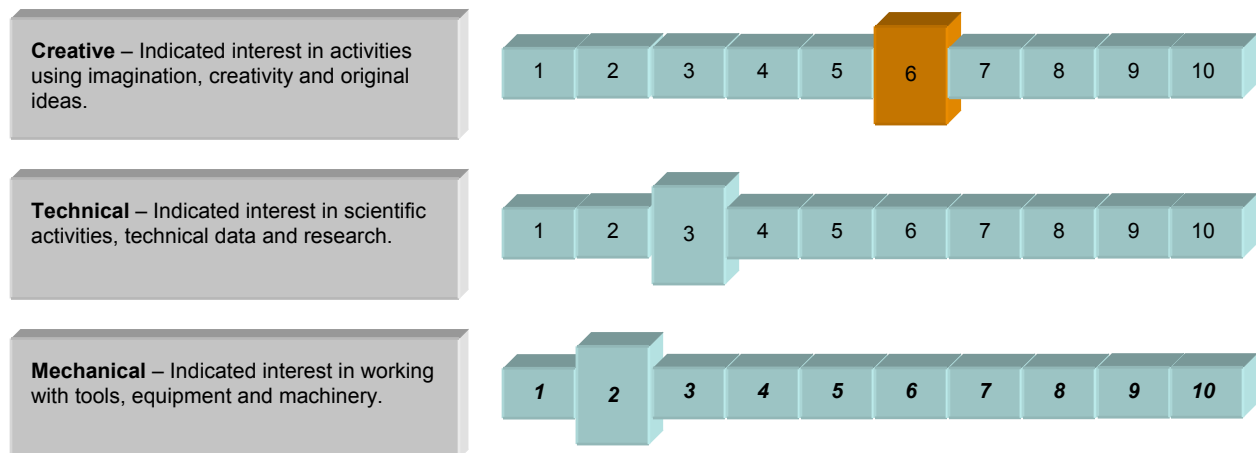 Creative – Indicated interest in activities
using imagination, creativity and original
ideas.
1 2 3 4 5 6 7 8 9 10
Technical – Indicated interest in scientific
activities, technical data and research.
1 2 3 4 5 6 7 8 9 10
Mechanical – Indicated interest in working
with tools, equipment and machinery.
1 2 3 4 5 6 7 8 9 10